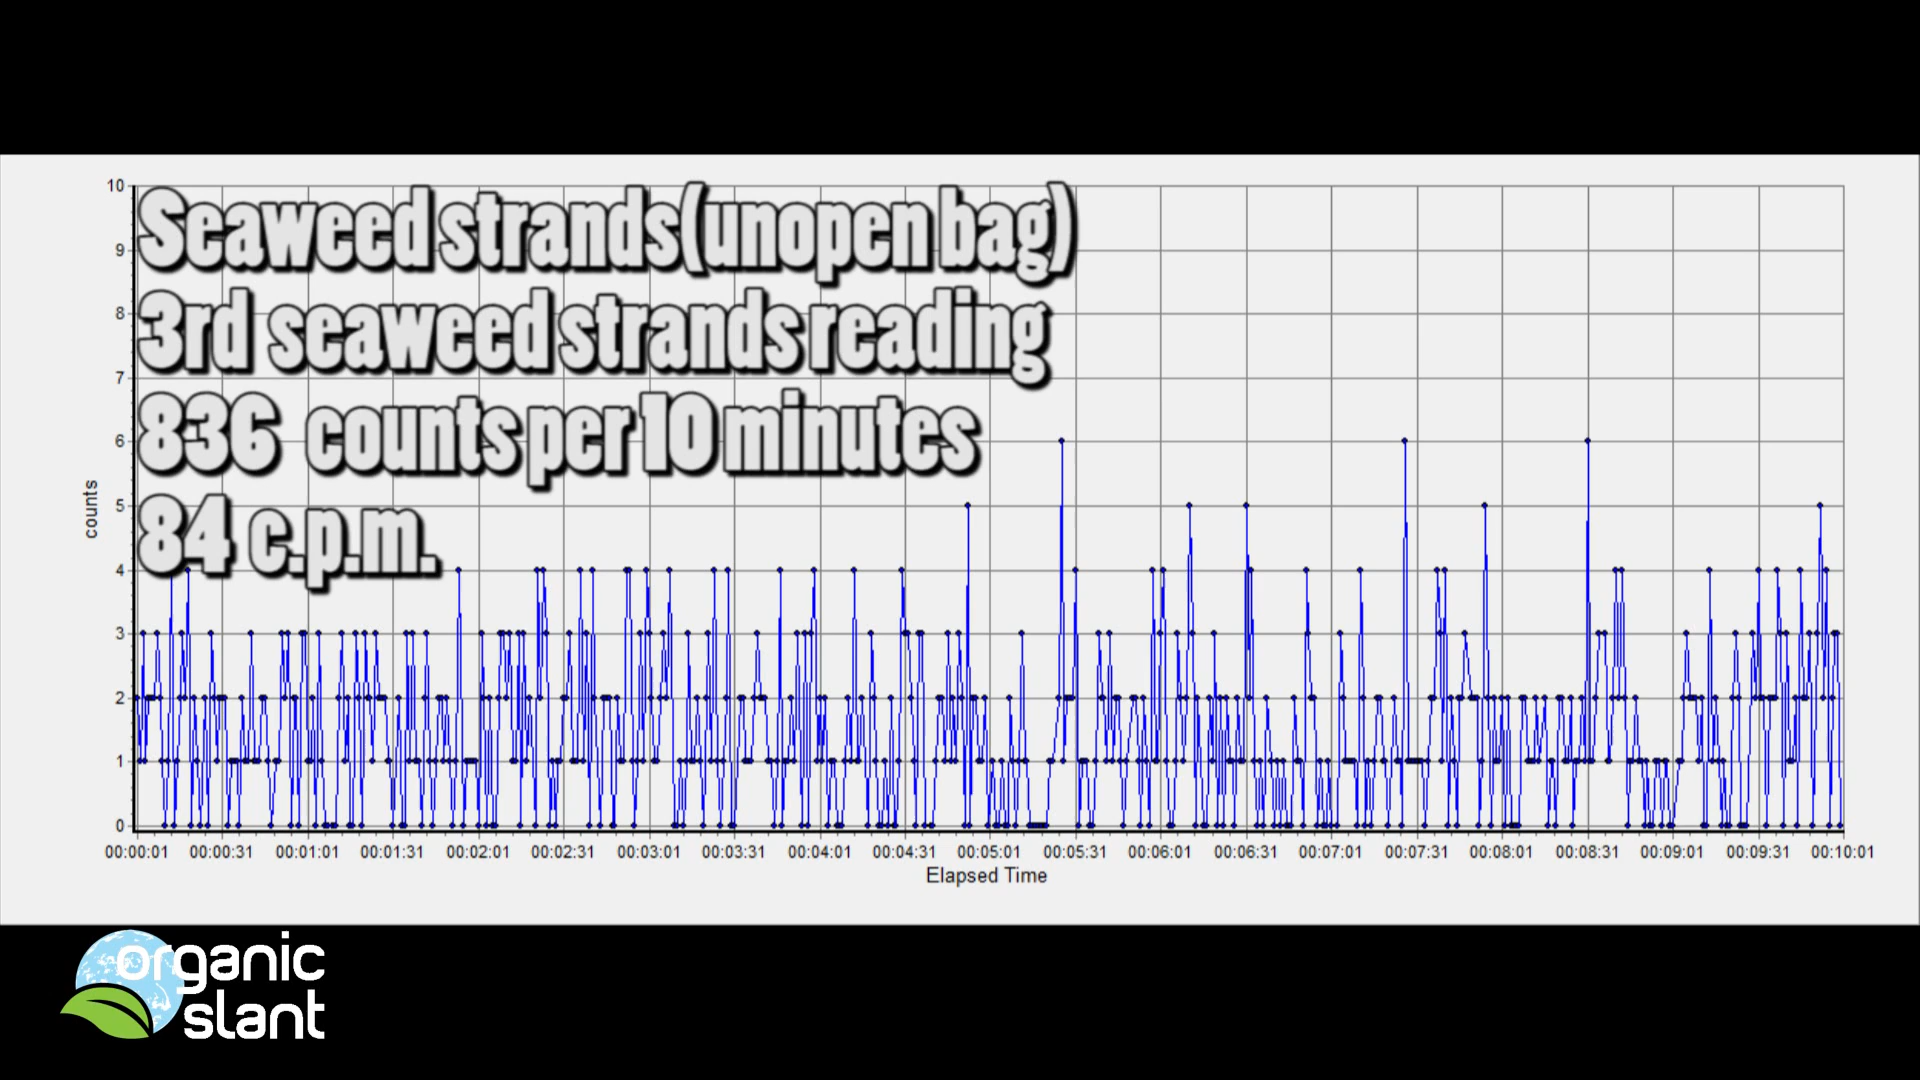 Seaweed strands(unopen bag)
3rd seaweed strands reading
836 counts per 10 minutes
84 c.p.m.
10
9
8
7
6
5
4
3
2
1
0
counts
00:00:01 00:00:31 00:01:01 00:01:31 00:02:01 00:02:31 00:03:01 00:03:31 00:04:01 00:04:31 00:05:01 00:05:31 00:06:01 00:06:31 00:07:01 00:07:31 00:08:01 00:08:31 00:09:01 00:09:31 00:10:01
Elapsed Time
organic
slant